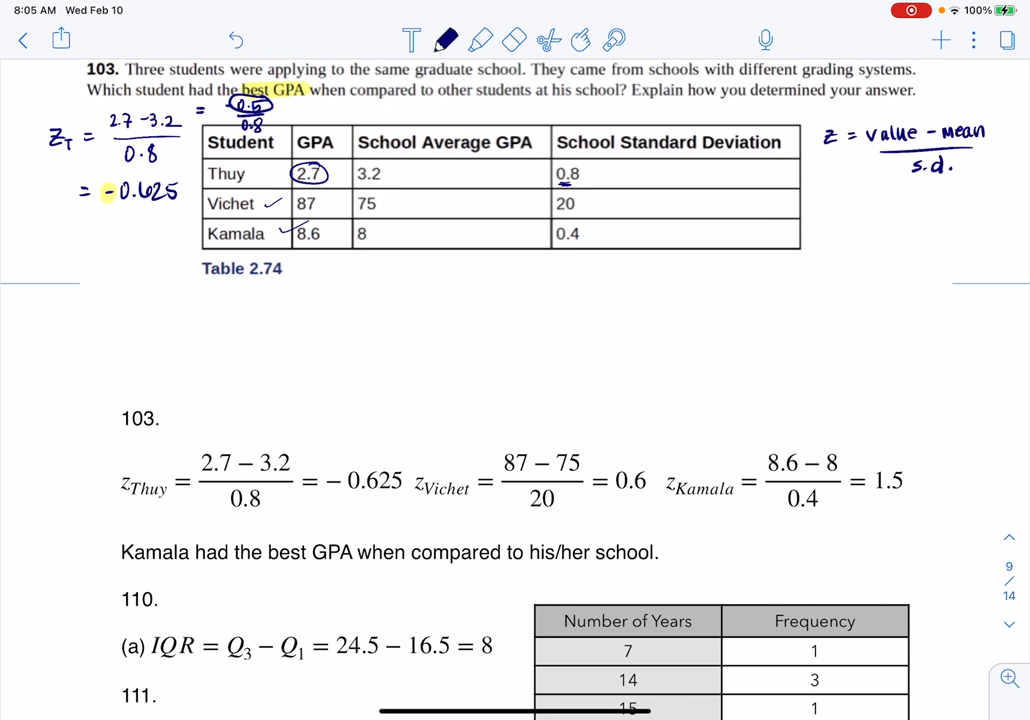 8:05 AM Wed Feb 10
100%
103. Three students were applying to the same graduate school. They came from schools with different grading systems.
Which student had the best GPA when compared to other students at his school? Explain how you determined your answer.
Z_T = (2.7 - 3.2)/0.8 = -0.5/0.8
= -0.625
z = value - mean / s.d.
Student GPA School Average GPA School Standard Deviation
Thuy 2.7 3.2 0.8
Vichet 87 75 20
Kamala 8.6 8 0.4
Table 2.74
103.
z_Thuy = (2.7 − 3.2)/0.8 = − 0.625 z_Vichet = (87 − 75)/20 = 0.6 z_Kamala = (8.6 − 8)/0.4 = 1.5
Kamala had the best GPA when compared to his/her school.
110.
(a) IQR = Q₃ − Q₁ = 24.5 − 16.5 = 8
111.
Number of Years Frequency
7 1
14 3
15 1
9
/
14